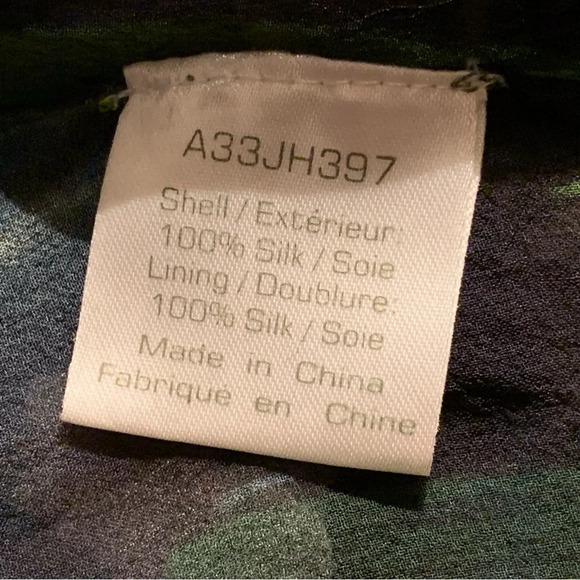 A33JH397
Shell / Extérieur:
100% Silk / Soie
Lining / Doublure:
100% Silk / Soie
Made in China
Fabriqué en Chine